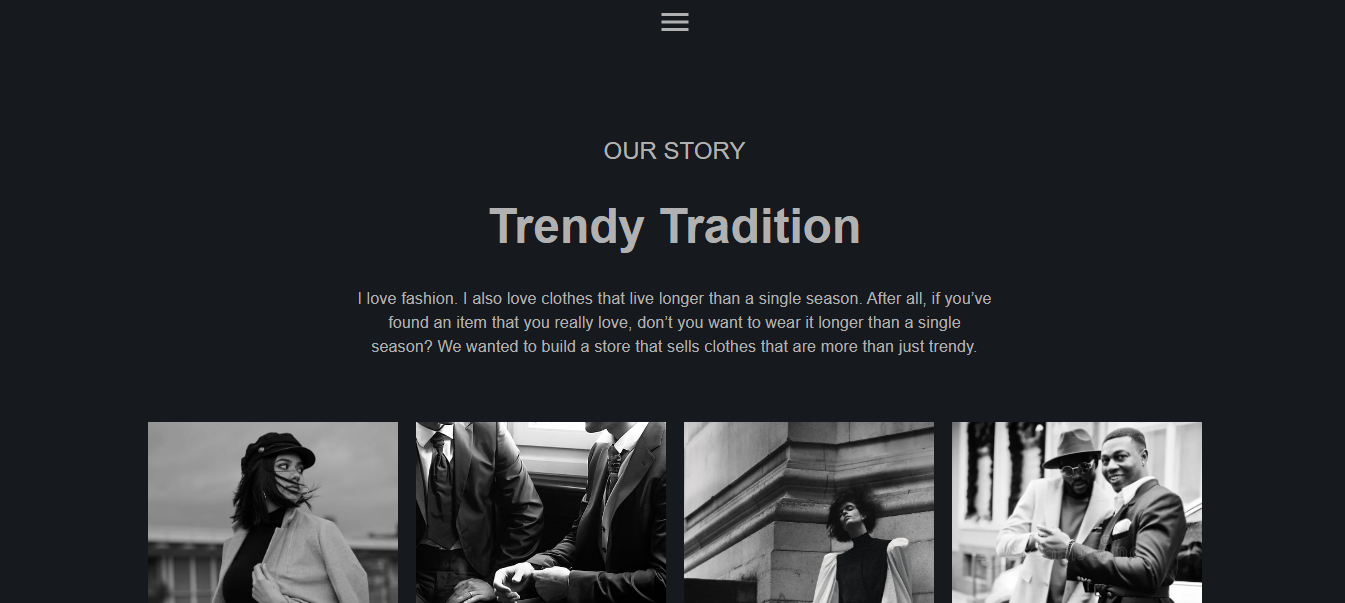 OUR STORY
Trendy Tradition
I love fashion. I also love clothes that live longer than a single season. After all, if you’ve
found an item that you really love, don’t you want to wear it longer than a single
season? We wanted to build a store that sells clothes that are more than just trendy.